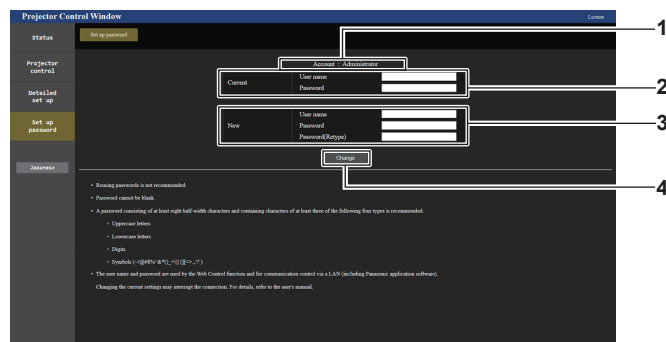 Projector Control Window
License
Status
Set up password
1
Projector
control
Account : Administrator
Current
User name
Password
2
Detailed
set up
New
User name
Password
Password(Retype)
3
Set up
password
Change
4
Japanese
• Reusing passwords is not recommended.
• Password cannot be blank.
• A password consisting of at least eight half-width characters and containing characters of at least three of the following four types is recommended.
• Uppercase letters
• Lowercase letters
• Digits
• Symbols
• The user name and password are used by the Web Control function and for communication control via a LAN (including Panasonic application software).
Changing the current settings may interrupt the connection. For details, refer to the user's manual.